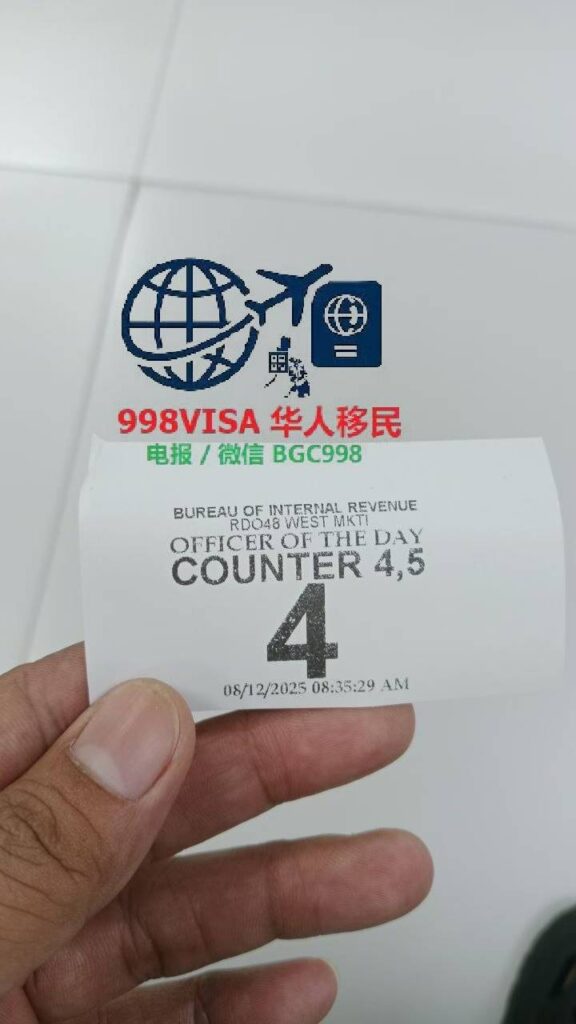 998VISA 华人移民
电报 / 微信 BGC998
BUREAU OF INTERNAL REVENUE
RDO48 WEST MKTI
OFFICER OF THE DAY
COUNTER 4,5
4
08/12/2025 08:35:29 AM